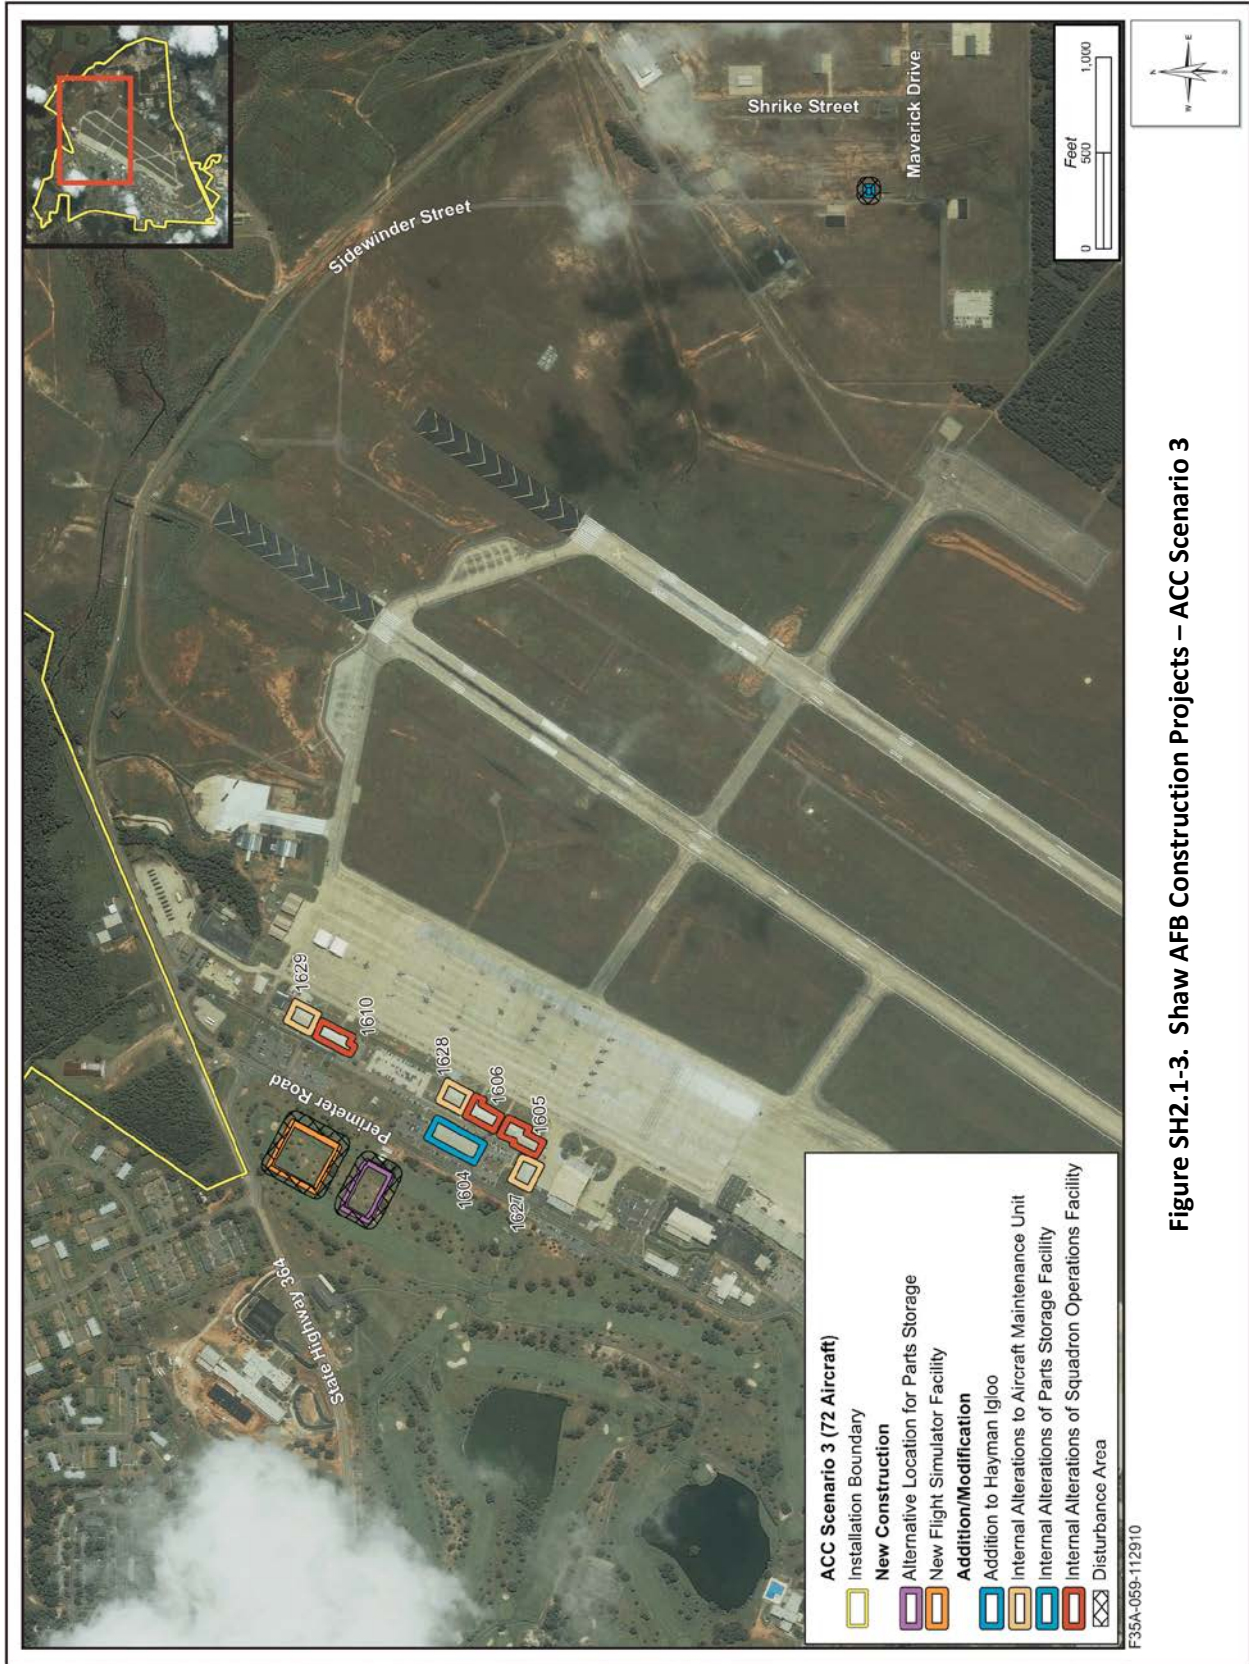 Sidewinder Street
Shrike Street
Maverick Drive
State Highway 364
Perimeter Road
1629
1610
1628
1606
1605
1604
1627
ACC Scenario 3 (72 Aircraft)
Installation Boundary
New Construction
Alternative Location for Parts Storage
New Flight Simulator Facility
Addition/Modification
Addition to Hayman Igloo
Internal Alterations to Aircraft Maintenance Unit
Internal Alterations of Parts Storage Facility
Internal Alterations of Squadron Operations Facility
Disturbance Area
Feet
0 500 1,000
N
W E
S
F35A-059-112910
Figure SH2.1-3. Shaw AFB Construction Projects – ACC Scenario 3